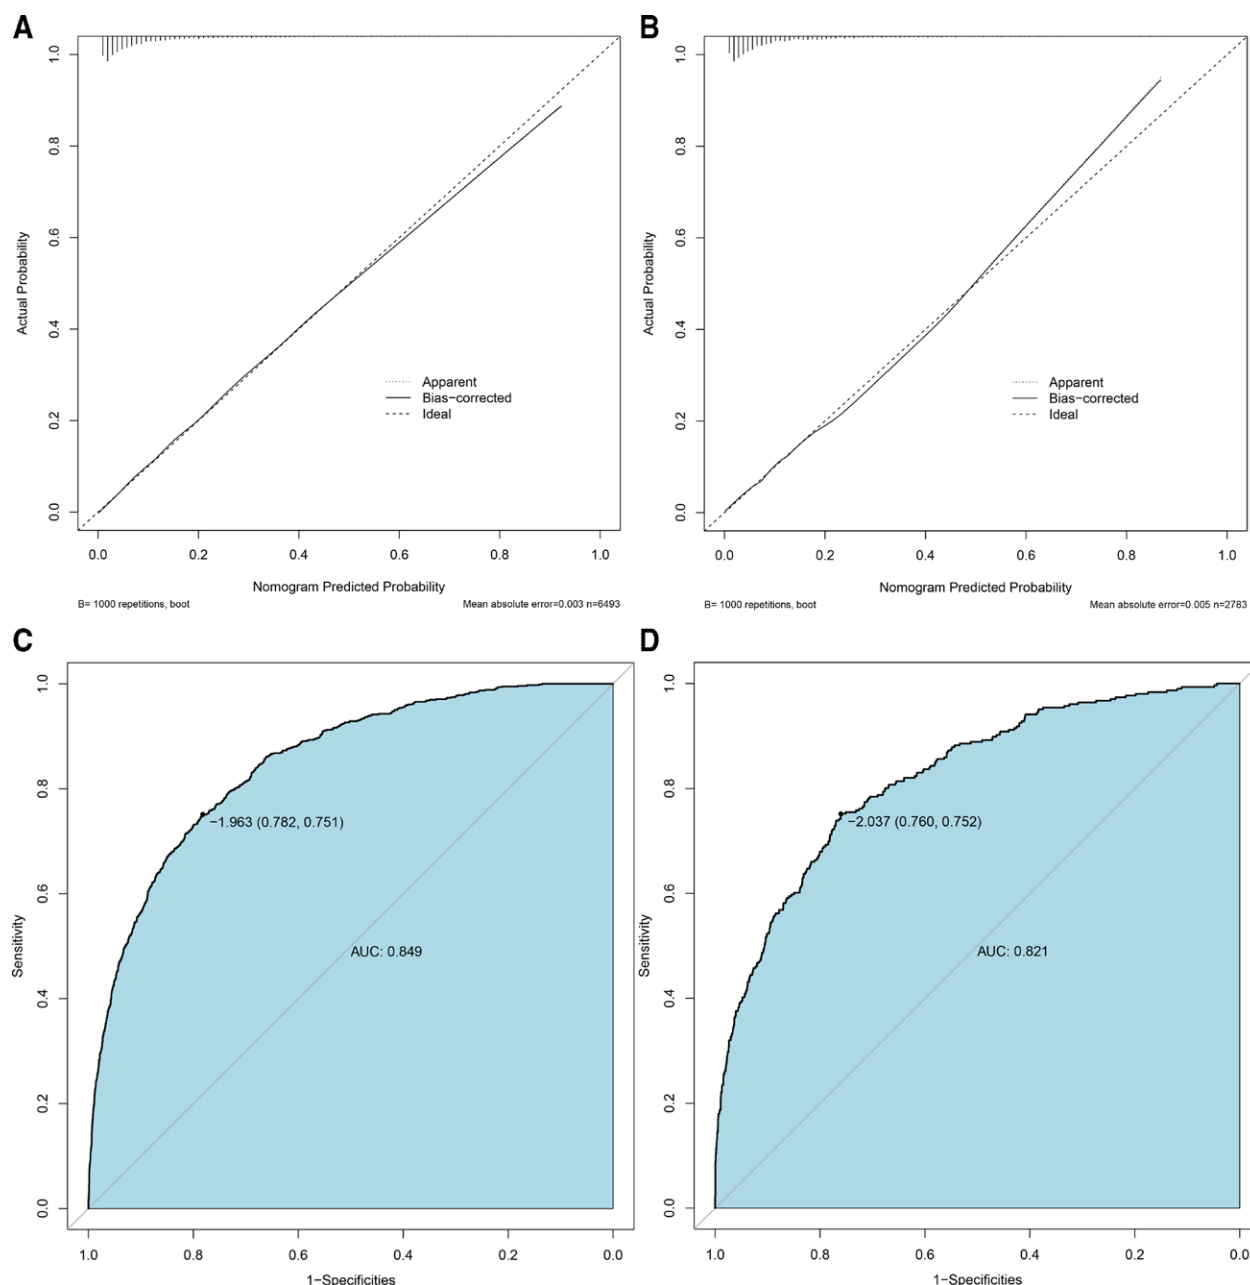 A
1.0
0.8
0.6
0.4
0.2
0.0
Actual Probability
Apparent
Bias-corrected
Ideal
0.0 0.2 0.4 0.6 0.8 1.0
Nomogram Predicted Probability
B= 1000 repetitions, boot
Mean absolute error=0.003 n=6493
B
1.0
0.8
0.6
0.4
0.2
0.0
Actual Probability
Apparent
Bias-corrected
Ideal
0.0 0.2 0.4 0.6 0.8 1.0
Nomogram Predicted Probability
B= 1000 repetitions, boot
Mean absolute error=0.005 n=2783
C
1.0
0.8
0.6
0.4
0.2
0.0
Sensitivity
−1.963 (0.782, 0.751)
AUC: 0.849
1.0 0.8 0.6 0.4 0.2 0.0
1−Specificities
D
1.0
0.8
0.6
0.4
0.2
0.0
Sensitivity
−2.037 (0.760, 0.752)
AUC: 0.821
1.0 0.8 0.6 0.4 0.2 0.0
1−Specificities